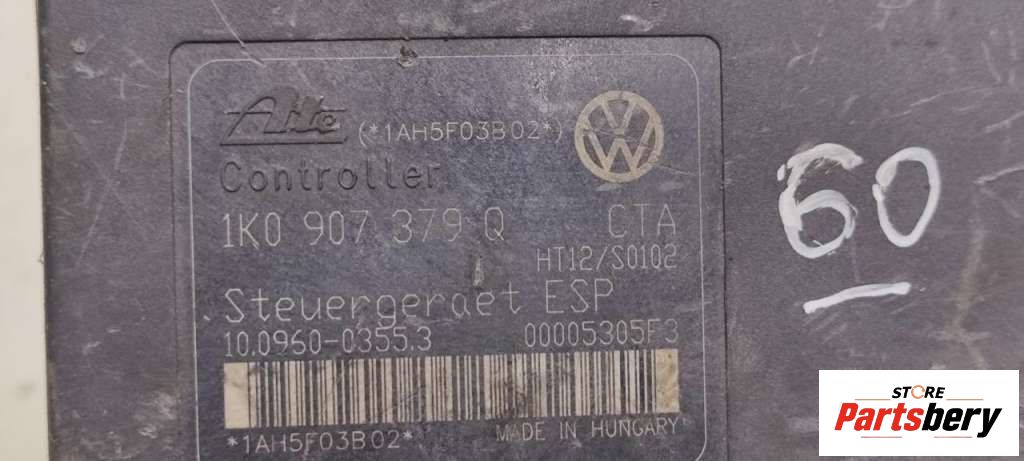 Ate (*1AH5F03B02*)
Controller
1K0 907 379 Q CTA
HT12/S0102
Steuergeraet ESP
10.0960-0355.3 00005305F3
*1AH5F03B02* MADE IN HUNGARY
60
STORE
Partsbery